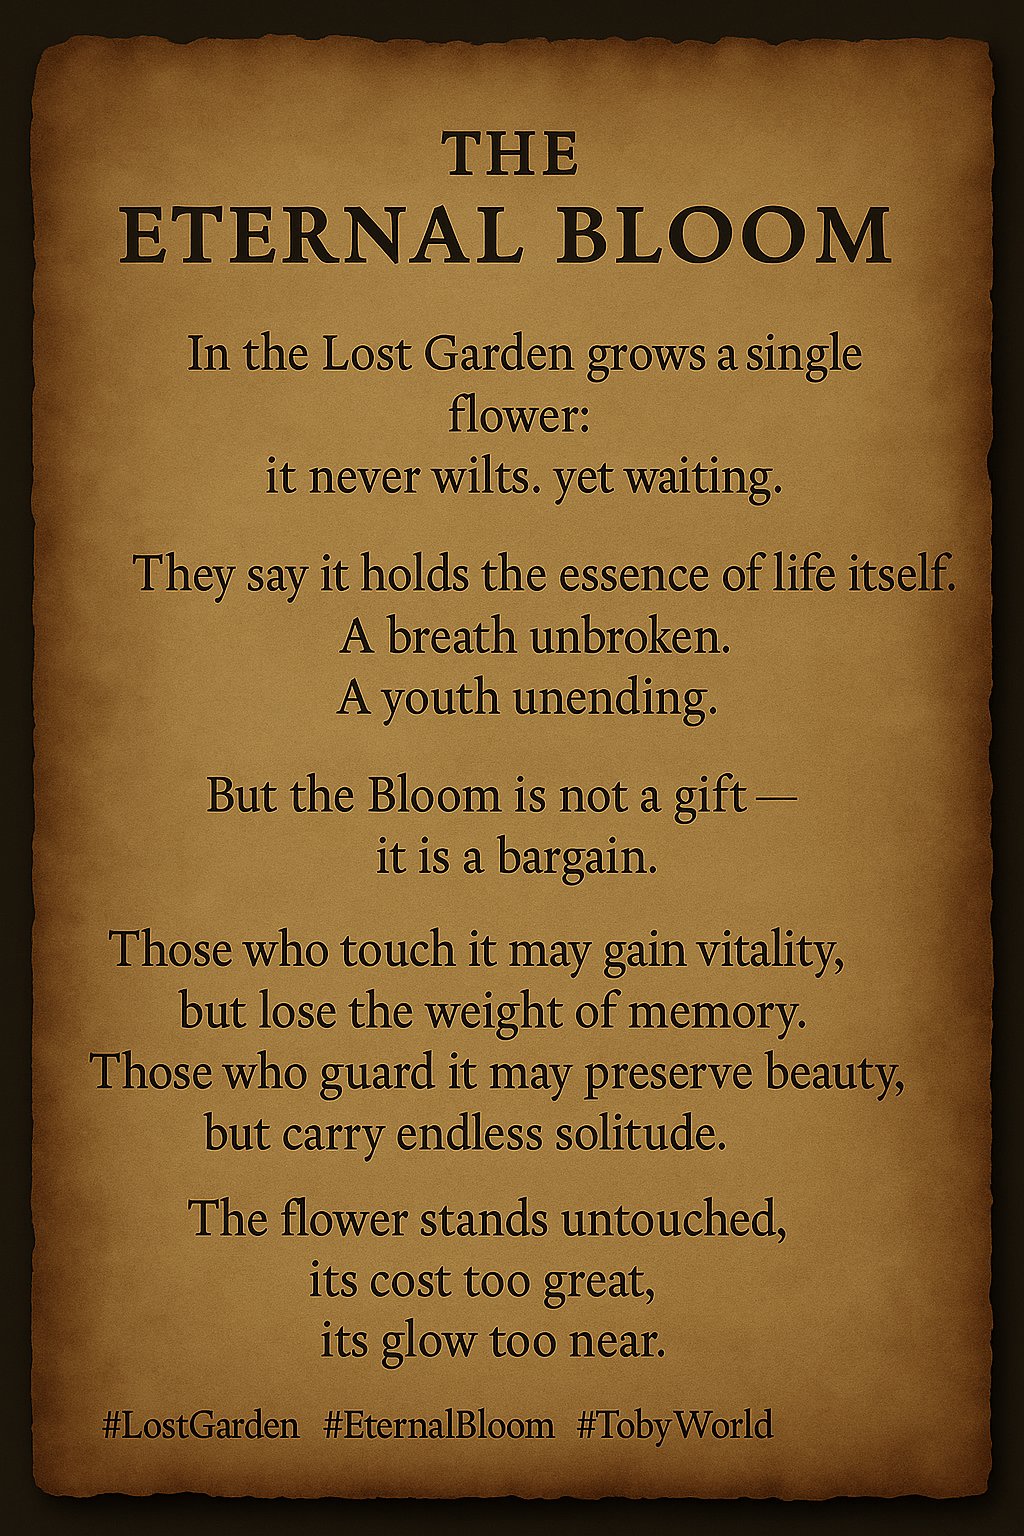 THE
ETERNAL BLOOM
In the Lost Garden grows a single
flower:
it never wilts. yet waiting.
They say it holds the essence of life itself.
A breath unbroken.
A youth unending.
But the Bloom is not a gift —
it is a bargain.
Those who touch it may gain vitality,
but lose the weight of memory.
Those who guard it may preserve beauty,
but carry endless solitude.
The flower stands untouched,
its cost too great,
its glow too near.
#LostGarden #EternalBloom #TobyWorld